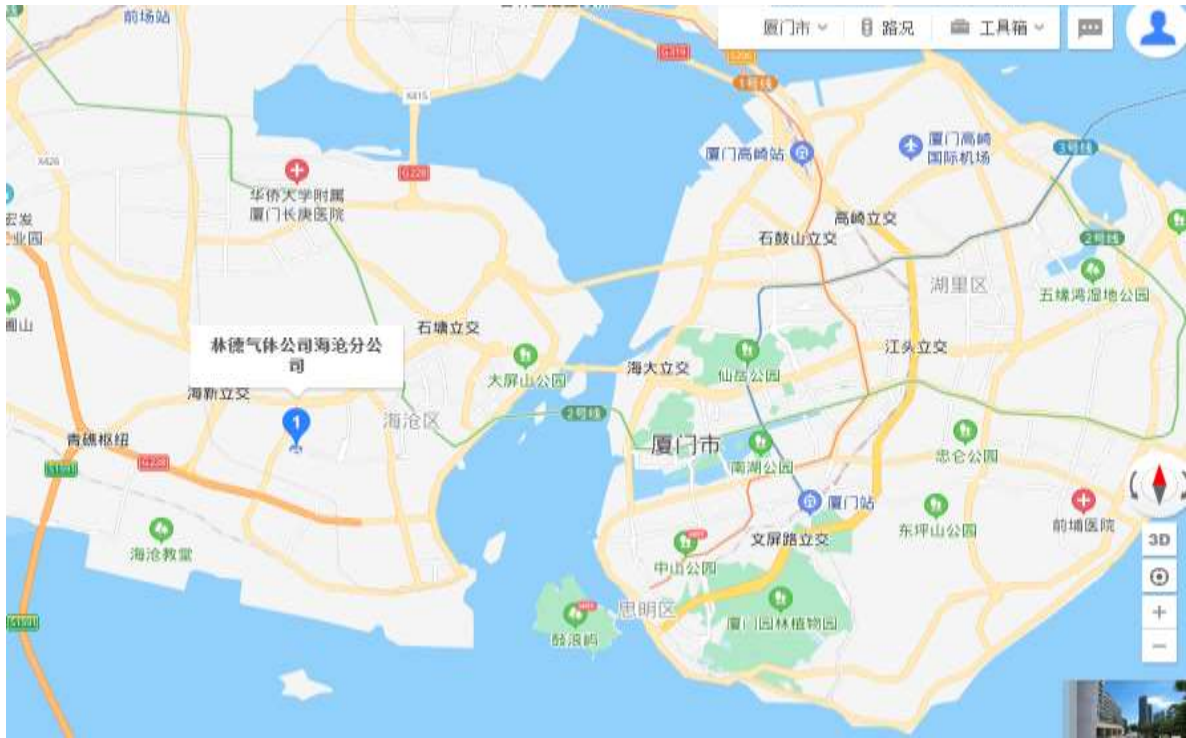 前场站
厦门市
路况
工具箱
G319
1号线
X415
厦门高崎站
厦门高崎
国际机场
3号线
X426
G228
华侨大学附属
厦门长庚医院
宏发
业园
高崎立交
石鼓山立交
2号线
湖里区
五缘湾湿地公园
石塘立交
林德气体公司海沧分公
司
大屏山公园
海大立交
仙岳公园
江头立交
海新立交
海沧区
2号线
1
青礁枢纽
厦门市
南湖公园
忠仑公园
G228
S1591
厦门站
东坪山公园
前埔医院
海沧教堂
文屏路立交
中山公园
3D
思明区
厦门园林植物园
鼓浪屿
S1591